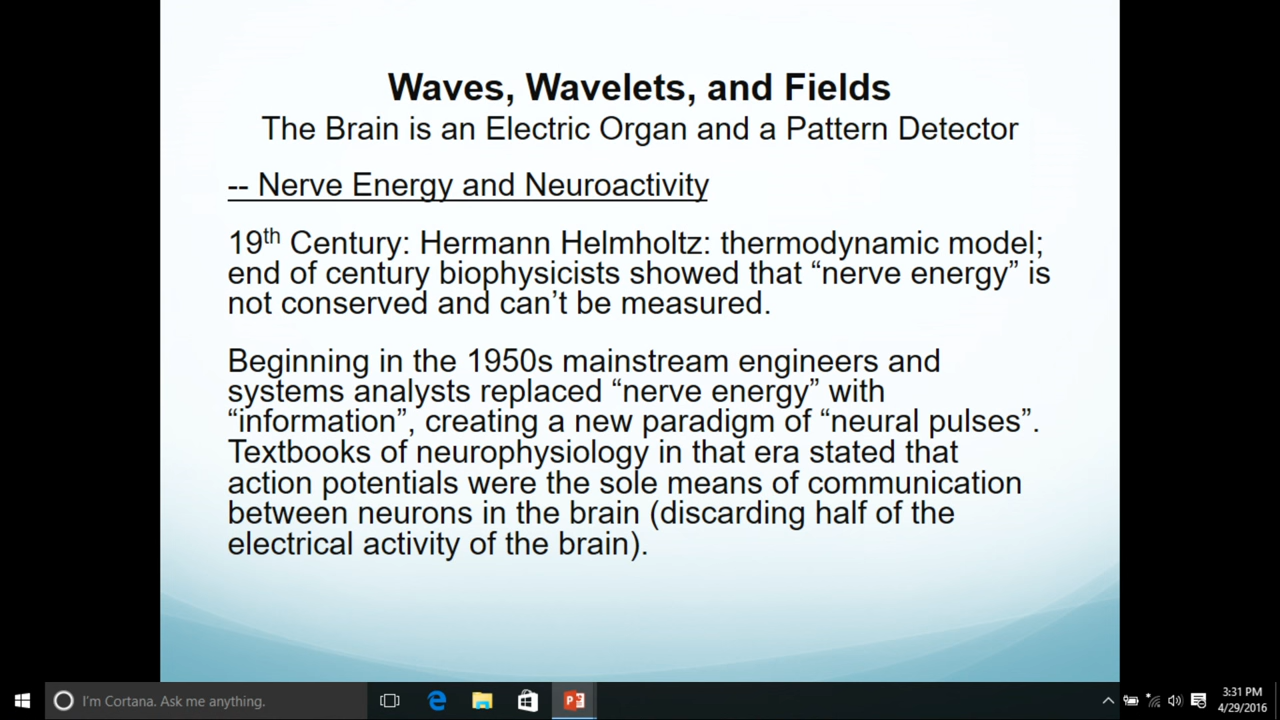 Waves, Wavelets, and Fields
The Brain is an Electric Organ and a Pattern Detector
-- Nerve Energy and Neuroactivity
19th Century: Hermann Helmholtz: thermodynamic model;
end of century biophysicists showed that “nerve energy” is
not conserved and can’t be measured.
Beginning in the 1950s mainstream engineers and
systems analysts replaced “nerve energy” with
“information”, creating a new paradigm of “neural pulses”.
Textbooks of neurophysiology in that era stated that
action potentials were the sole means of communication
between neurons in the brain (discarding half of the
electrical activity of the brain).
I'm Cortana. Ask me anything.
3:31 PM
4/29/2016